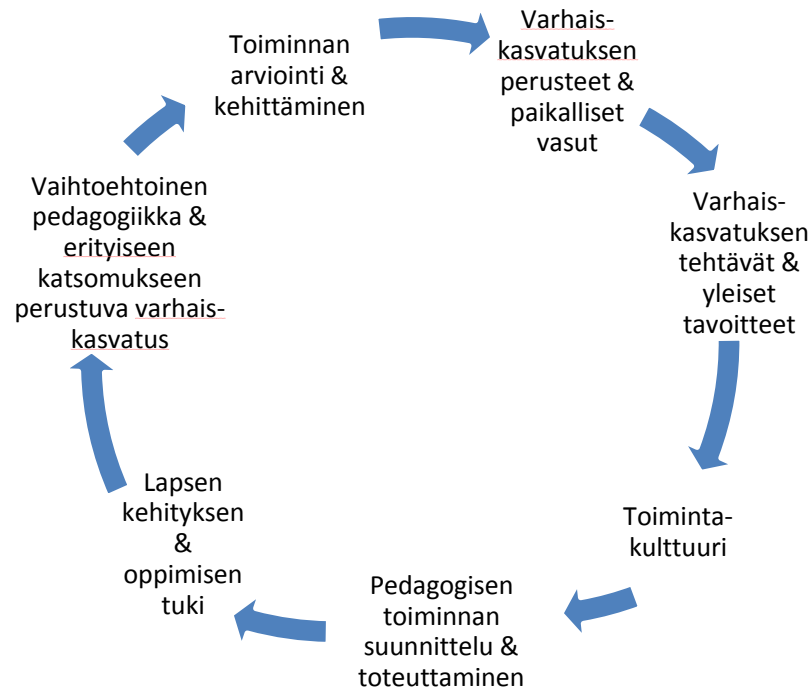 Toiminnan
arviointi &
kehittäminen
Varhais-
kasvatuksen
perusteet &
paikalliset
vasut
Varhais-
kasvatuksen
tehtävät &
yleiset
tavoitteet
Toiminta-
kulttuuri
Pedagogisen
toiminnan
suunnittelu &
toteuttaminen
Lapsen
kehityksen
&
oppimisen
tuki
Vaihtoehtoinen
pedagogiikka &
erityiseen
katsomukseen
perustuva varhais-
kasvatus